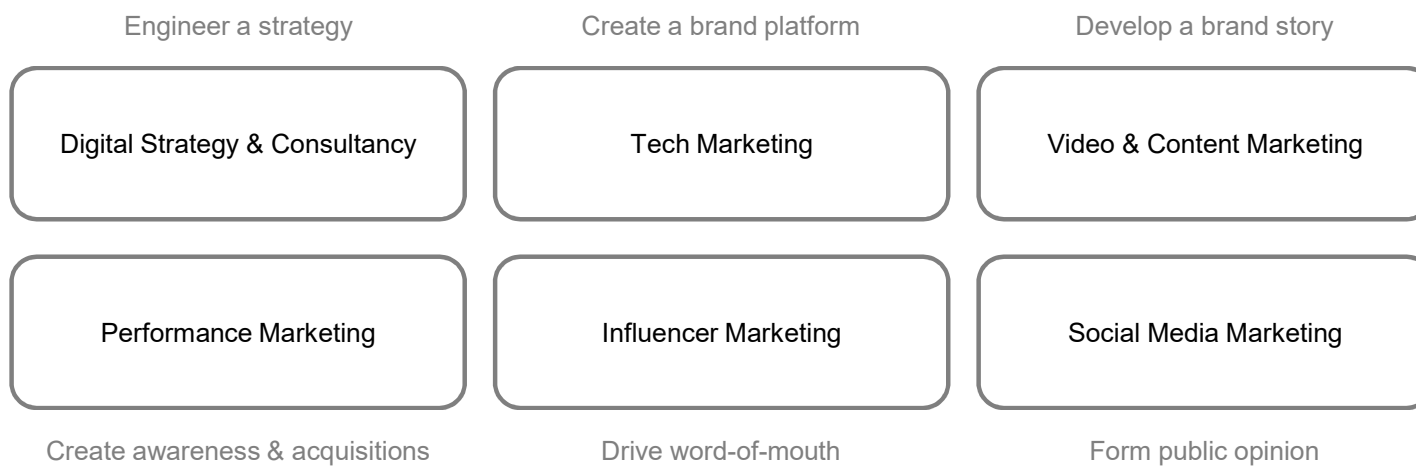 Engineer a strategy
Create a brand platform
Develop a brand story
Digital Strategy & Consultancy
Tech Marketing
Video & Content Marketing
Performance Marketing
Influencer Marketing
Social Media Marketing
Create awareness & acquisitions
Drive word-of-mouth
Form public opinion